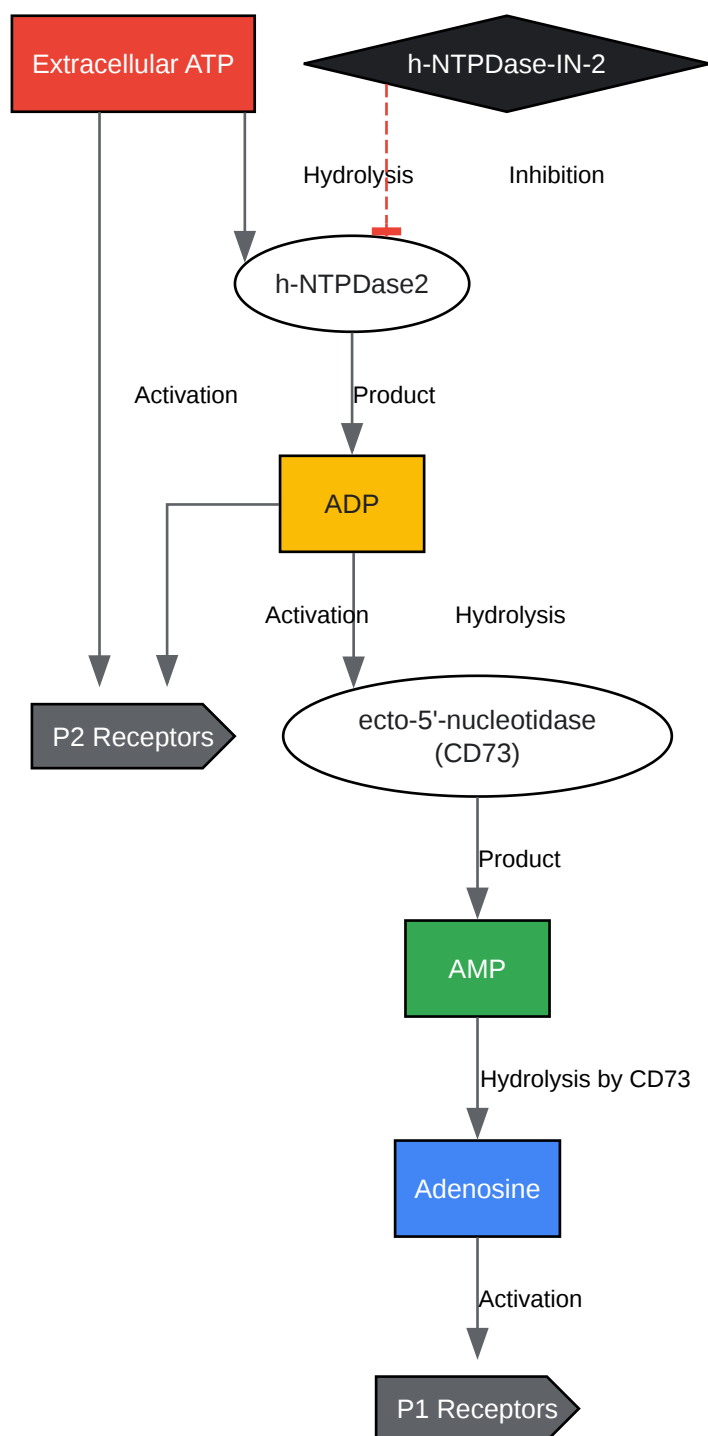 Extracellular ATP
h-NTPDase-IN-2
Hydrolysis
Inhibition
h-NTPDase2
Activation
Product
ADP
Activation
Hydrolysis
P2 Receptors
ecto-5'-nucleotidase
(CD73)
Product
AMP
Hydrolysis by CD73
Adenosine
Activation
P1 Receptors